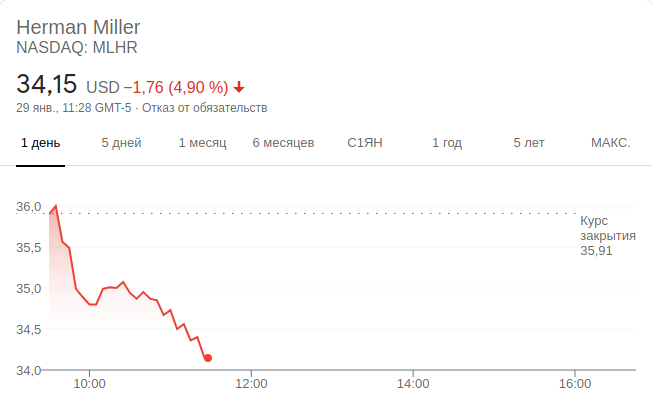 Herman Miller
NASDAQ: MLHR
34,15 USD −1,76 (4,90 %)
29 янв., 11:28 GMT-5 · Отказ от обязательств
1 день 5 дней 1 месяц 6 месяцев С1ЯН 1 год 5 лет МАКС.
36,0
Курс
закрытия
35,91
35,5
35,0
34,5
34,0
10:00 12:00 14:00 16:00